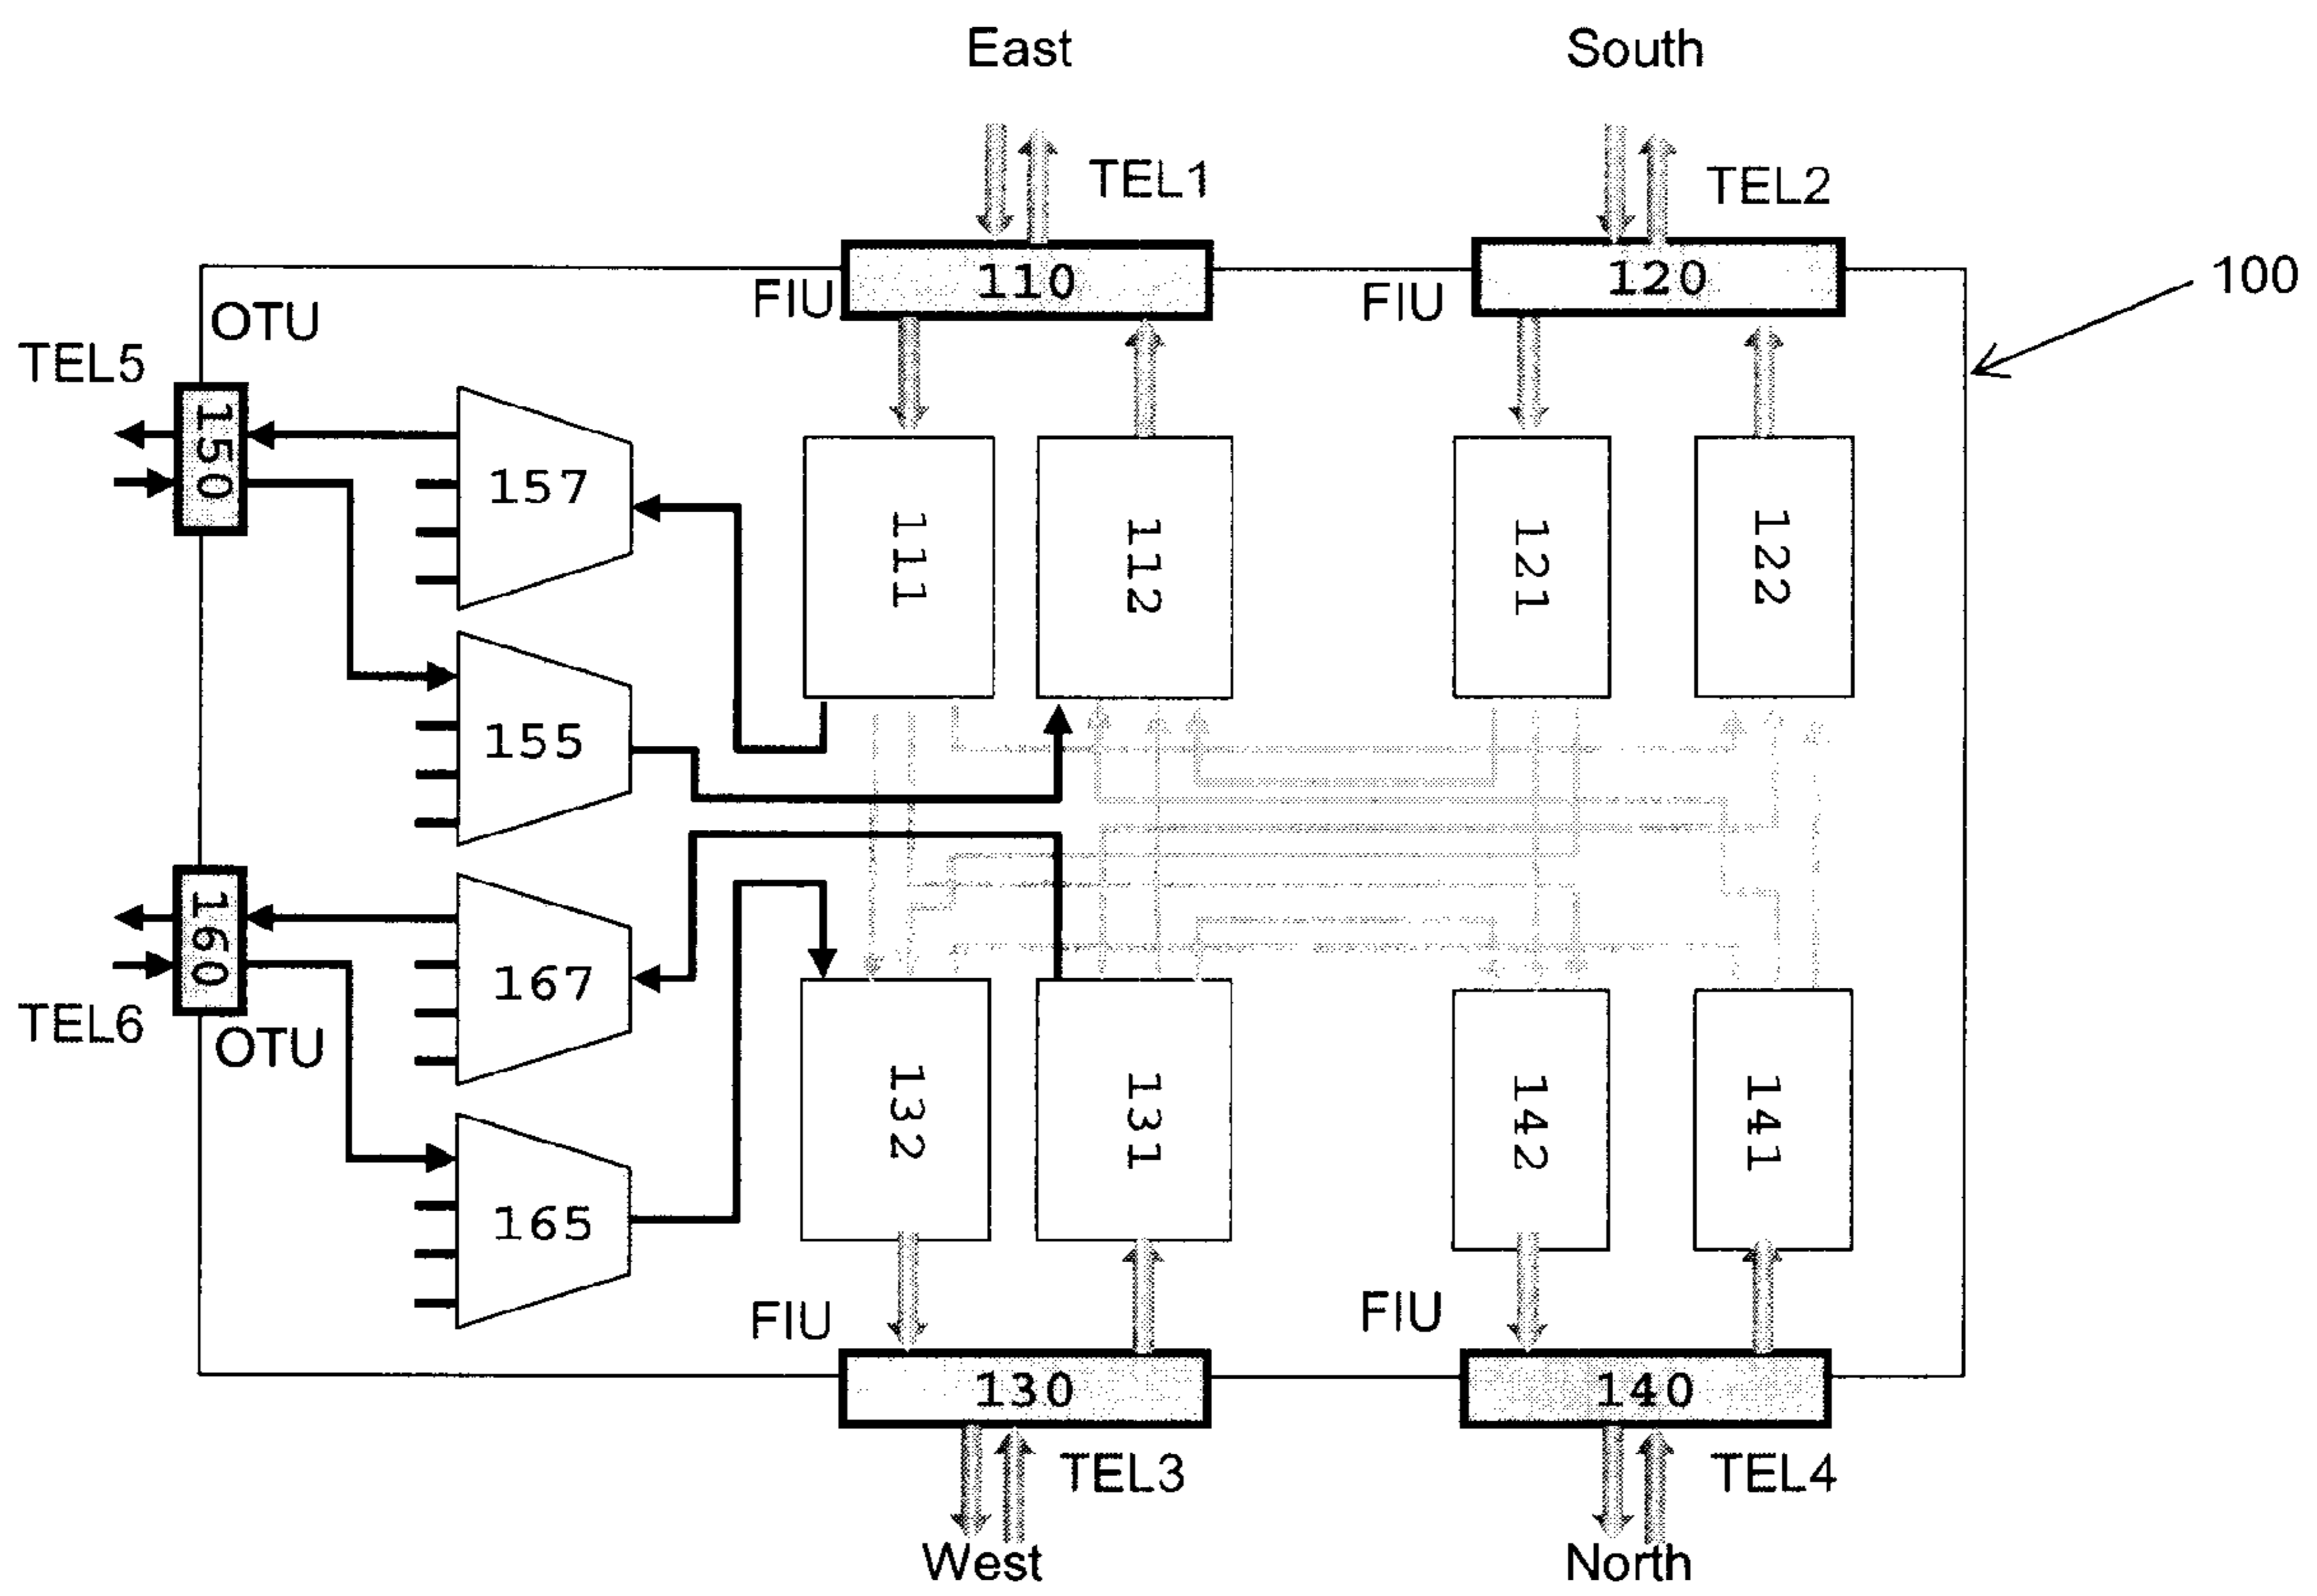 East
South
TEL1
TEL2
100
110
120
FIU
FIU
OTU
TEL5
150
157
111
112
121
122
155
160
167
TEL6
OTU
132
131
142
141
165
FIU
FIU
130
140
TEL3
TEL4
West
North